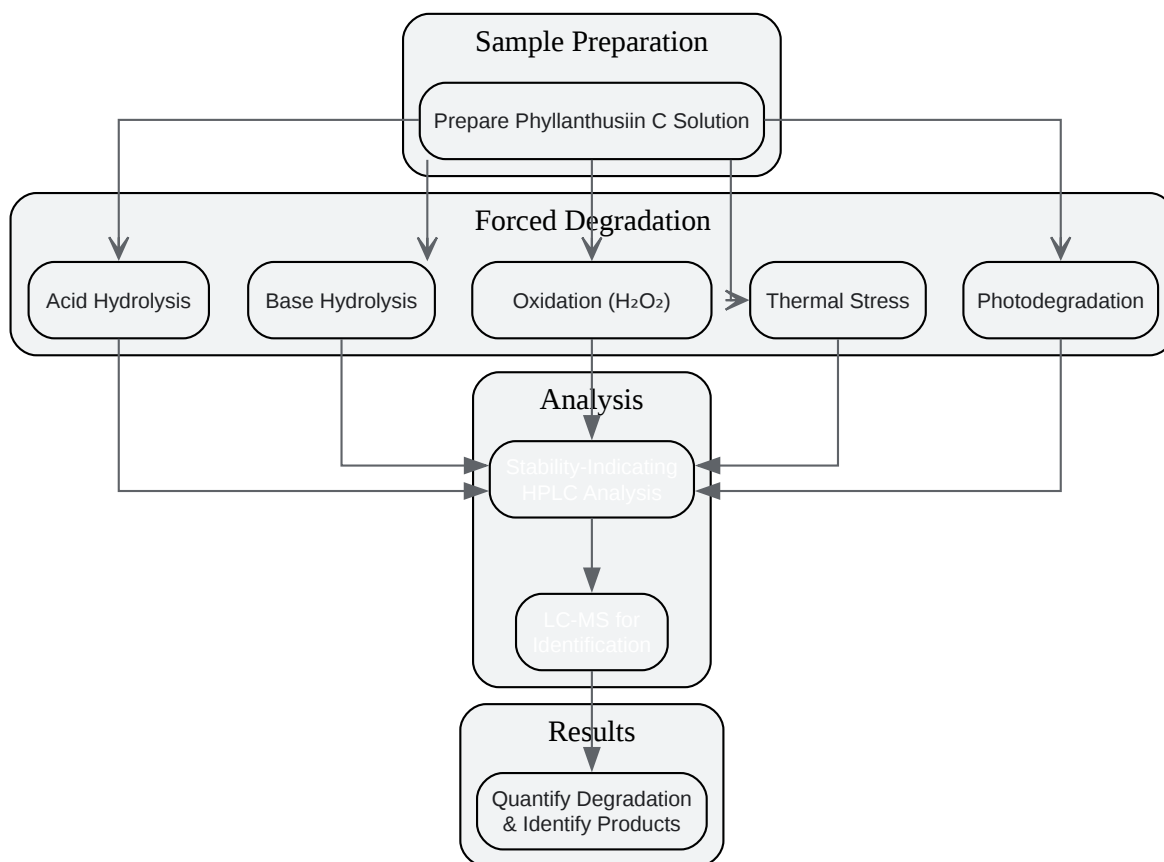 Sample Preparation
Prepare Phyllanthusiin C Solution
Forced Degradation
Acid Hydrolysis
Base Hydrolysis
Oxidation (H₂O₂)
Thermal Stress
Photodegradation
Analysis
Stability-Indicating
HPLC Analysis
LC-MS for
Identification
Results
Quantify Degradation
& Identify Products